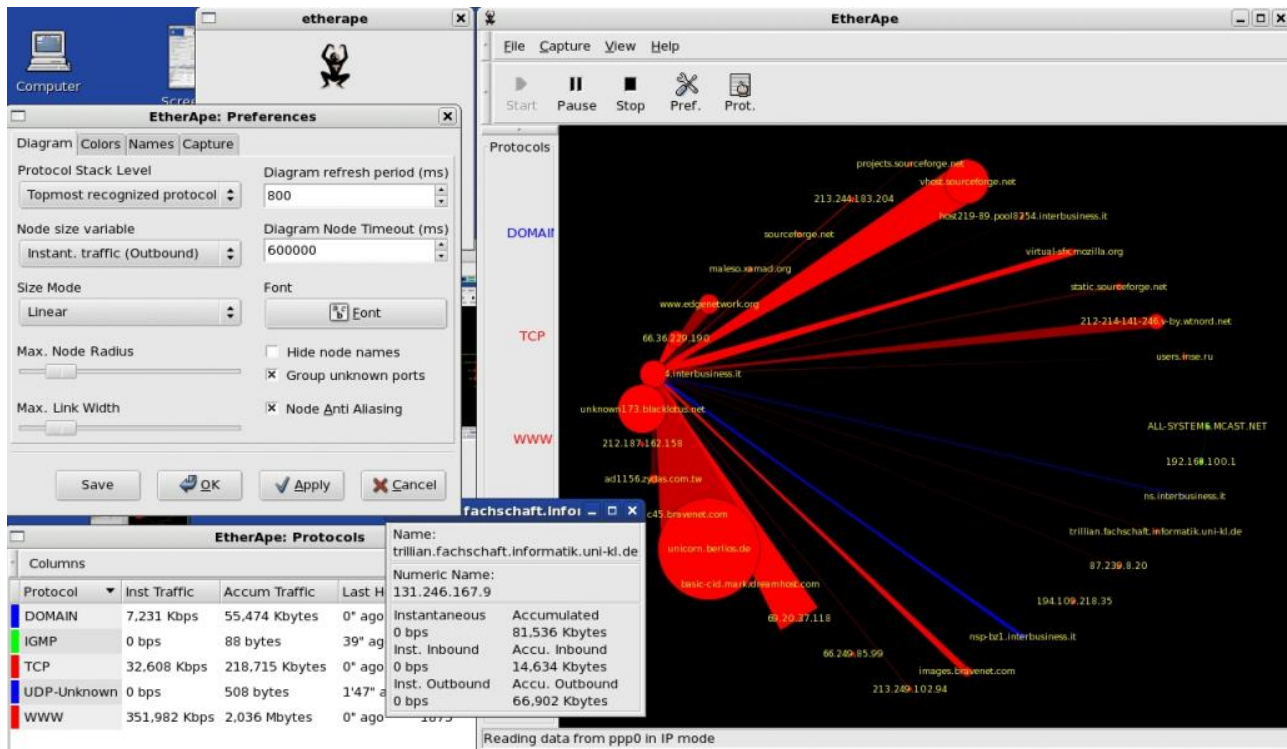 etherape
Computer
EtherApe: Preferences
Diagram Colors Names Capture
Protocol Stack Level
Topmost recognized protocol
Diagram refresh period (ms)
800
Node size variable
Instant. traffic (Outbound)
Diagram Node Timeout (ms)
600000
Size Mode
Linear
Font
Font
Max. Node Radius
Hide node names
Group unknown ports
Max. Link Width
Node Anti Aliasing
Save OK Apply Cancel
EtherApe: Protocols
Columns
Protocol Inst Traffic Accum Traffic Last H
DOMAIN 7,231 Kbps 55,474 Kbytes 0" ago
IGMP 0 bps 88 bytes 39" ag
TCP 32,608 Kbps 218,715 Kbytes 0" ago
UDP-Unknown 0 bps 508 bytes 1'47" a
WWW 351,982 Kbps 2,036 Mbytes 0" ago
fachschaft.infor
Name:
trillian.fachschaft.informatik.uni-kl.de
Numeric Name:
131.246.167.9
Instantaneous Accumulated
0 bps 81,536 Kbytes
Inst. Inbound Accu. Inbound
0 bps 14,634 Kbytes
Inst. Outbound Accu. Outbound
0 bps 66,902 Kbytes
EtherApe
File Capture View Help
Start Pause Stop Pref. Prot.
Protocols
DOMAIN
TCP
WWW
projects.sourceforge.net
vhost.sourceforge.net
213.244.183.204
host219-89.pool8254.interbusiness.it
sourceforge.net
maleso.xamad.org
static.sourceforge.net
www.edgenetwork.org
212-214-141-246.v-by.wtnord.net
66.36.229.190
users.inse.ru
4.interbusiness.it
unknown173.blacklotus.net
ALL-SYSTEMS.MCAST.NET
212.187.162.158
192.168.100.1
ad1156.zydas.com.tw
ns.interbusiness.it
c45.bravenet.com
trillian.fachschaft.informatik.uni-kl.de
unicorn.berlios.de
87.239.8.20
194.109.218.35
69.20.37.118
nsp-bz1.interbusiness.it
66.249.85.99
images.bravenet.com
213.249.102.94
Reading data from ppp0 in IP mode